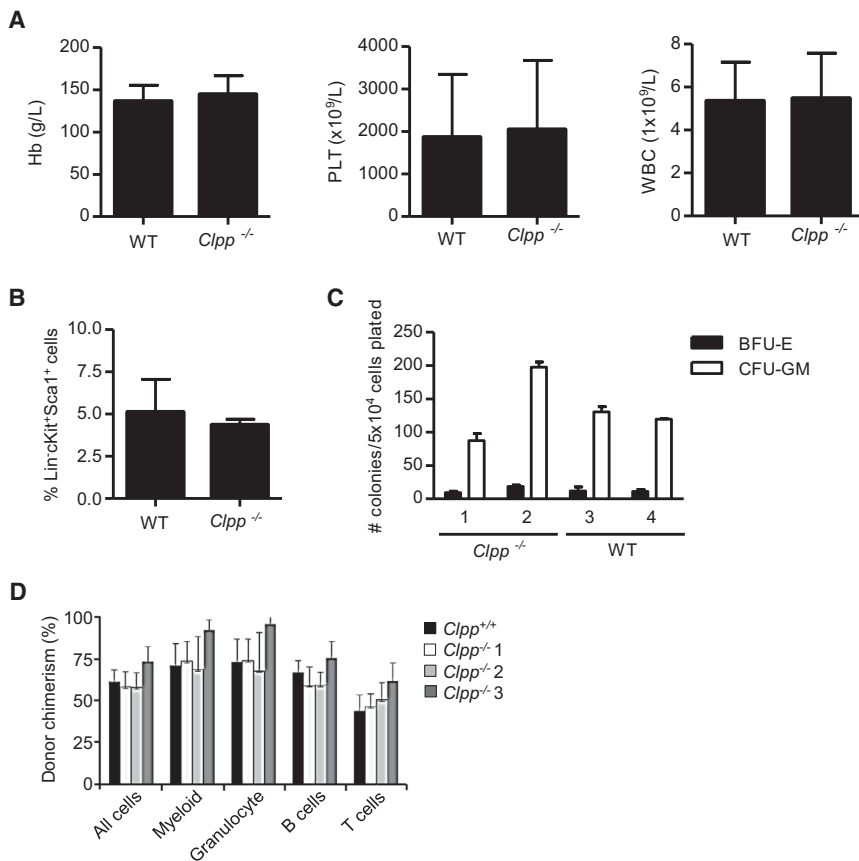 A
Hb (g/L)
200
150
100
50
0
WT
Clpp -/-
PLT (x10⁹/L)
4000
3000
2000
1000
0
WT
Clpp -/-
WBC (1x10⁹/L)
8
6
4
2
0
WT
Clpp -/-
B
% Lin⁻cKit⁺Sca1⁺ cells
10.0
7.5
5.0
2.5
0.0
WT
Clpp -/-
C
# colonies/5x10⁴ cells plated
250
200
150
100
50
0
1
2
3
4
Clpp -/-
WT
BFU-E
CFU-GM
D
Donor chimerism (%)
100
75
50
25
0
All cells
Myeloid
Granulocyte
B cells
T cells
Clpp+/+
Clpp-/- 1
Clpp-/- 2
Clpp-/- 3